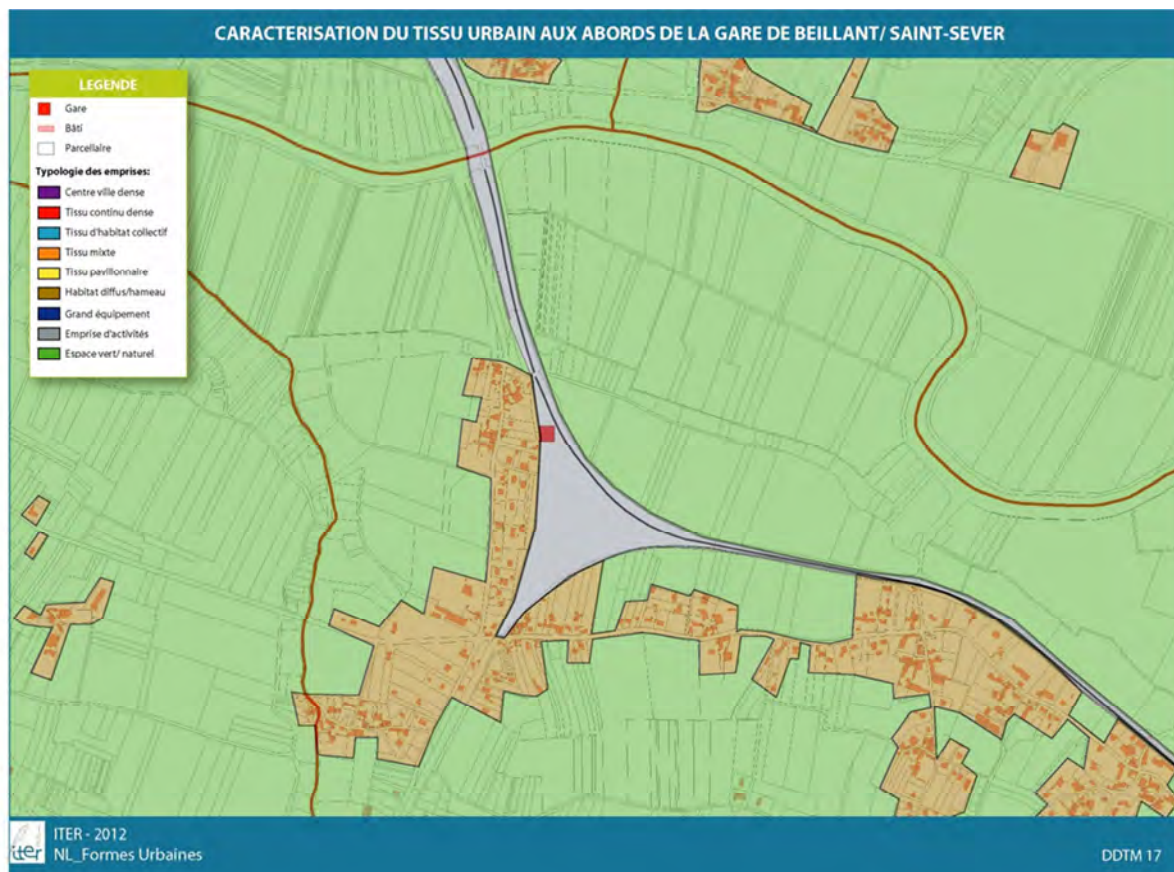 CARACTERISATION DU TISSU URBAIN AUX ABORDS DE LA GARE DE BEILLANT/ SAINT-SEVER
LEGENDE
Gare
Bâti
Parcellaire
Typologie des emprises:
Centre ville dense
Tissu continu dense
Tissu d'habitat collectif
Tissu mixte
Tissu pavillonnaire
Habitat diffus/hameau
Grand équipement
Emprise d'activités
Espace vert/ naturel
iter
ITER - 2012
NL_Formes Urbaines
DDTM 17